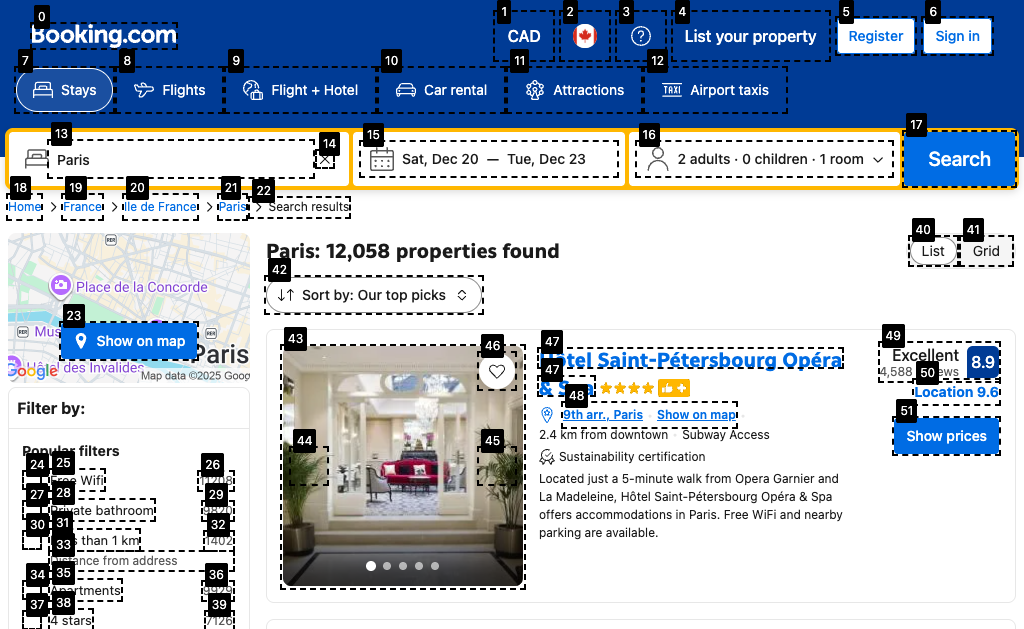 Booking.com
CAD
List your property
Register
Sign in
Stays
Flights
Flight + Hotel
Car rental
Attractions
Airport taxis
Paris
Sat, Dec 20 — Tue, Dec 23
2 adults · 0 children · 1 room
Search
Home
France
Ile de France
Paris
Search results
Paris: 12,058 properties found
List
Grid
Sort by: Our top picks
RER
Place de la Concorde
Show on map
Paris
Google
l des Invalides
Map data ©2025 Goog
Filter by:
Popular filters
Free Wifi
11208
Private bathroom
9820
Less than 1 km
1402
Distance from address
Apartments
9929
4 stars
7126
Hôtel Saint-Pétersbourg Opéra
& Spa
9th arr., Paris · Show on map
2.4 km from downtown · Subway Access
Sustainability certification
Located just a 5-minute walk from Opera Garnier and
La Madeleine, Hôtel Saint-Pétersbourg Opéra & Spa
offers accommodations in Paris. Free WiFi and nearby
parking are available.
Excellent
4,588 reviews
8.9
Location 9.6
Show prices
0
1
2
3
4
5
6
7
8
9
10
11
12
13
14
15
16
17
18
19
20
21
22
23
24
25
26
27
28
29
30
31
32
33
34
35
36
37
38
39
40
41
42
43
44
45
46
47
47
48
49
50
51